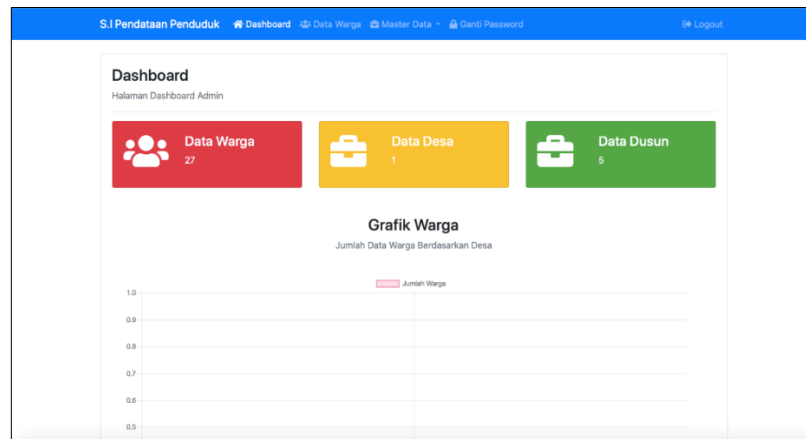 S.I Pendataan Penduduk Dashboard Data Warga Master Data Ganti Password Logout
Dashboard
Halaman Dashboard Admin
Data Warga
27
Data Desa
1
Data Dusun
5
Grafik Warga
Jumlah Data Warga Berdasarkan Desa
Jumlah Warga
1.0
0.9
0.8
0.7
0.6
0.5